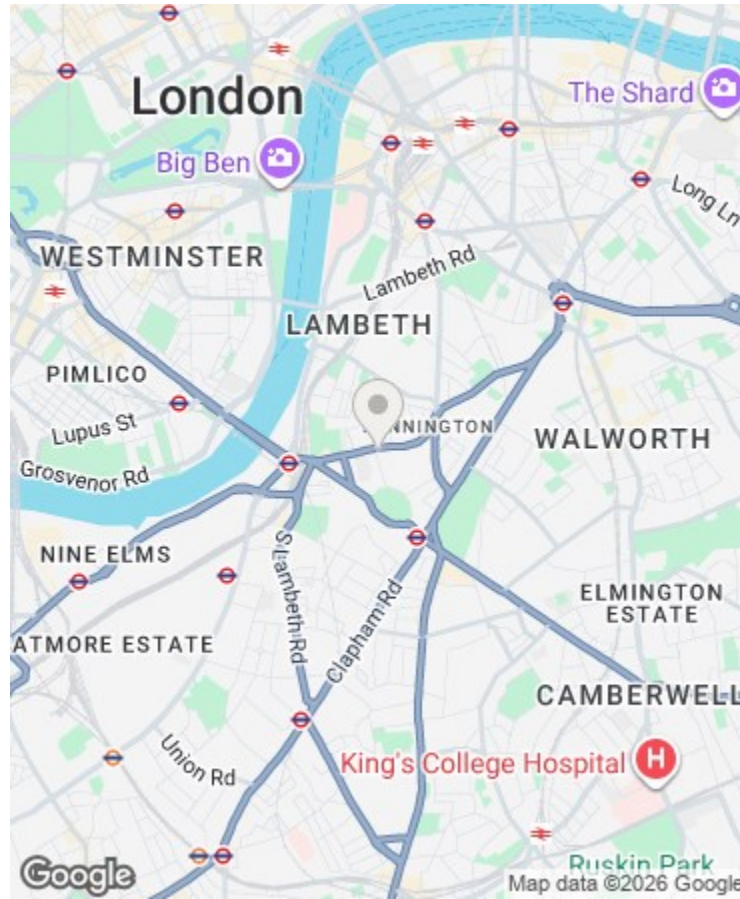 London
The Shard
Big Ben
Long Ln
WESTMINSTER
Lambeth Rd
LAMBETH
PIMLICO
Lupus St
NNINGTON
WALWORTH
Grosvenor Rd
NINE ELMS
S Lambeth Rd
Clapham Rd
ELMINGTON
ESTATE
ATMORE ESTATE
CAMBERWELL
Union Rd
King's College Hospital
H
Ruskin Park
Google
Map data ©2026 Google